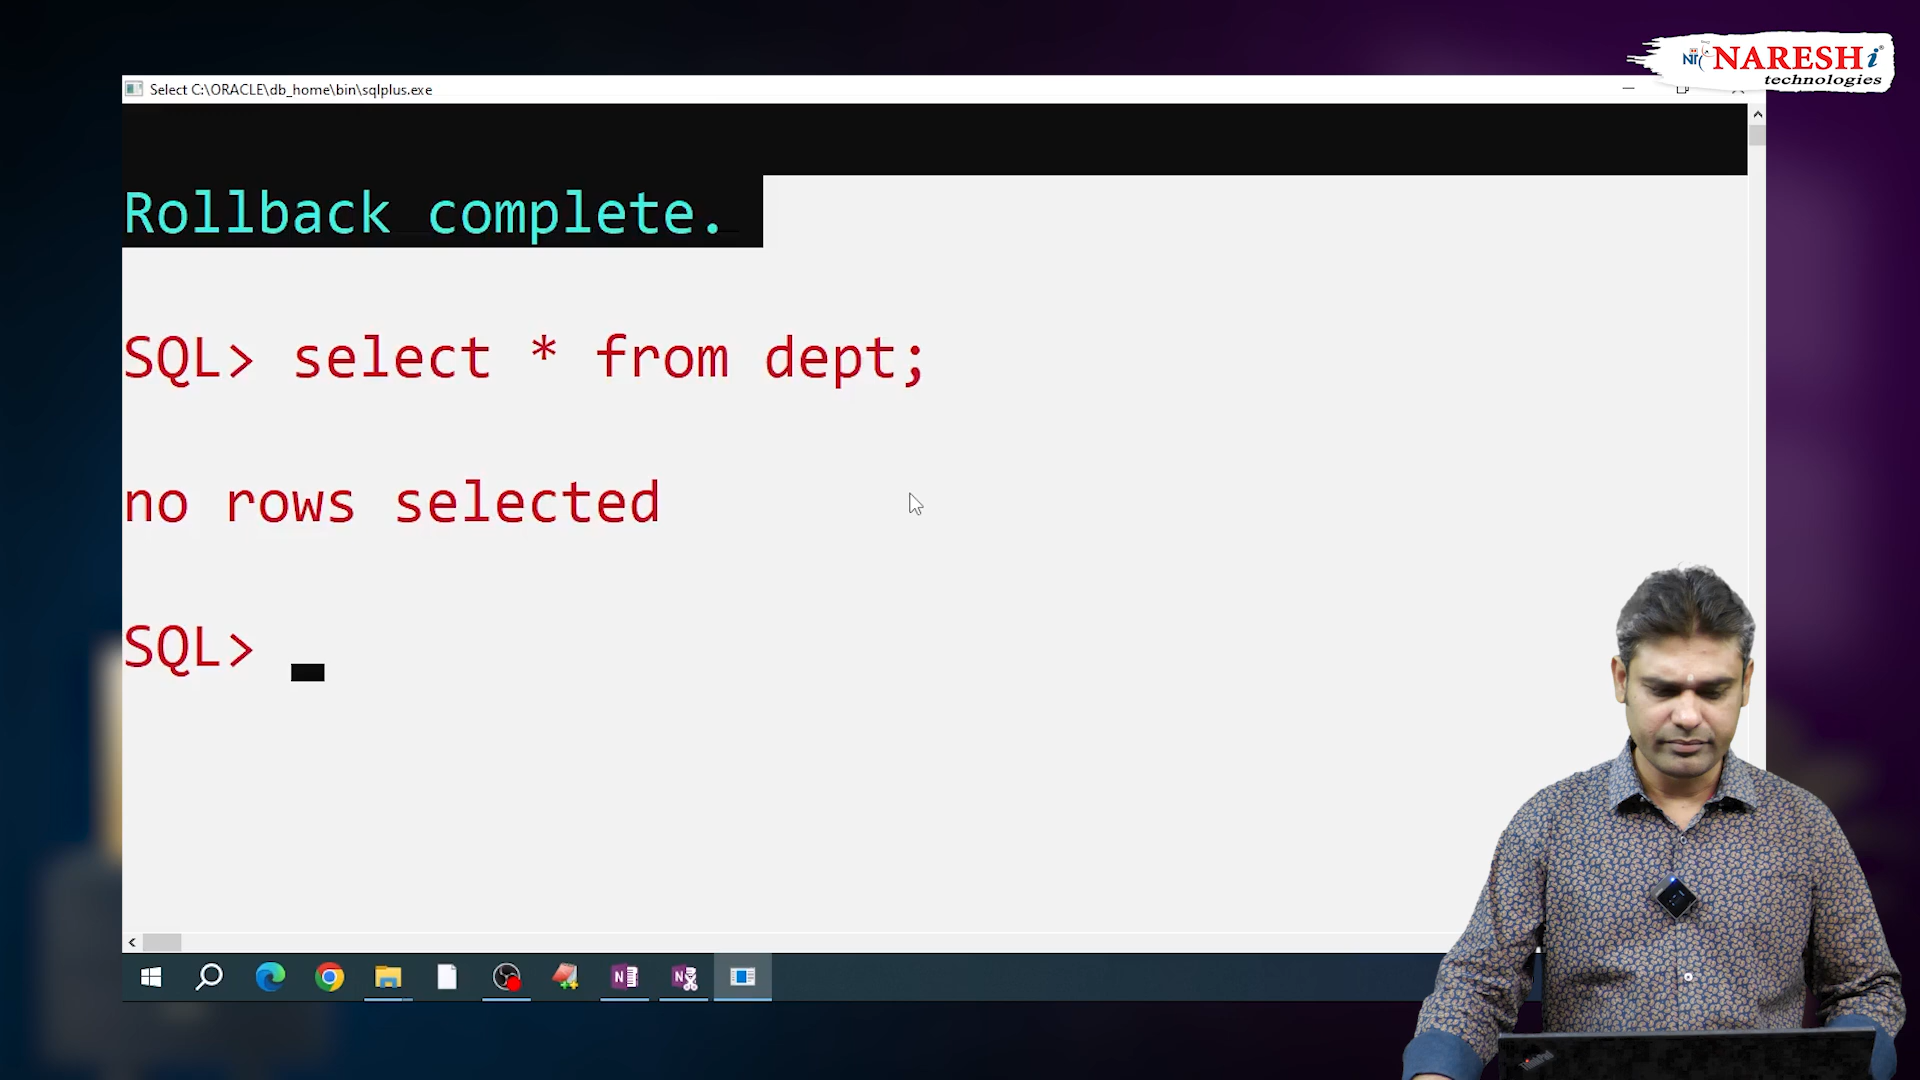 NARESH i
technologies
Select C:\ORACLE\db_home\bin\sqlplus.exe
Rollback complete.
SQL> select * from dept;
no rows selected
SQL>